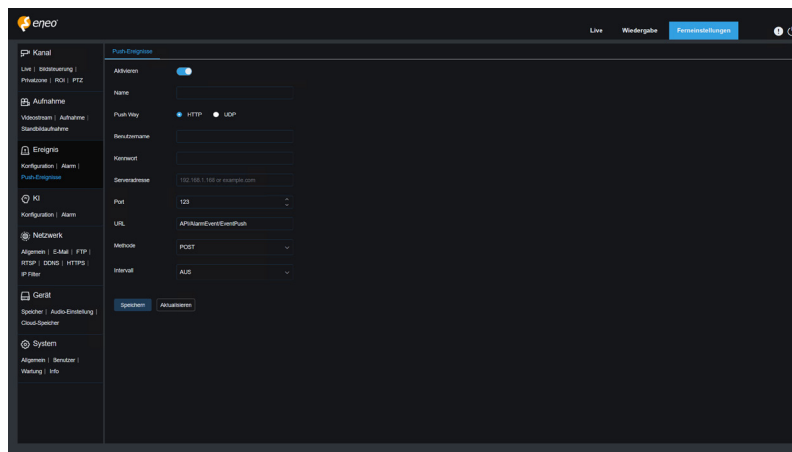 eneo
Live Wiedergabe Ferneinstellungen
Kanal
Live | Bildsteuerung |
Privatzone | ROI | PTZ
Aufnahme
Videostream | Aufnahme |
Standbildaufnahme
Ereignis
Konfiguration | Alarm |
Push-Ereignisse
KI
Konfiguration | Alarm
Netzwerk
Allgemein | E-Mail | FTP |
RTSP | DDNS | HTTPS |
IP Filter
Gerät
Speicher | Audio-Einstellung |
Cloud-Speicher
System
Allgemein | Benutzer |
Wartung | Info
Push-Ereignisse
Aktivieren
Name
Push Way HTTP UDP
Benutzername
Kennwort
Serveradresse 192.168.1.169 or example.com
Port 123
URL API/AlarmEvent/EventPush
Methode POST
Intervall AUS
Speichern Aktualisieren